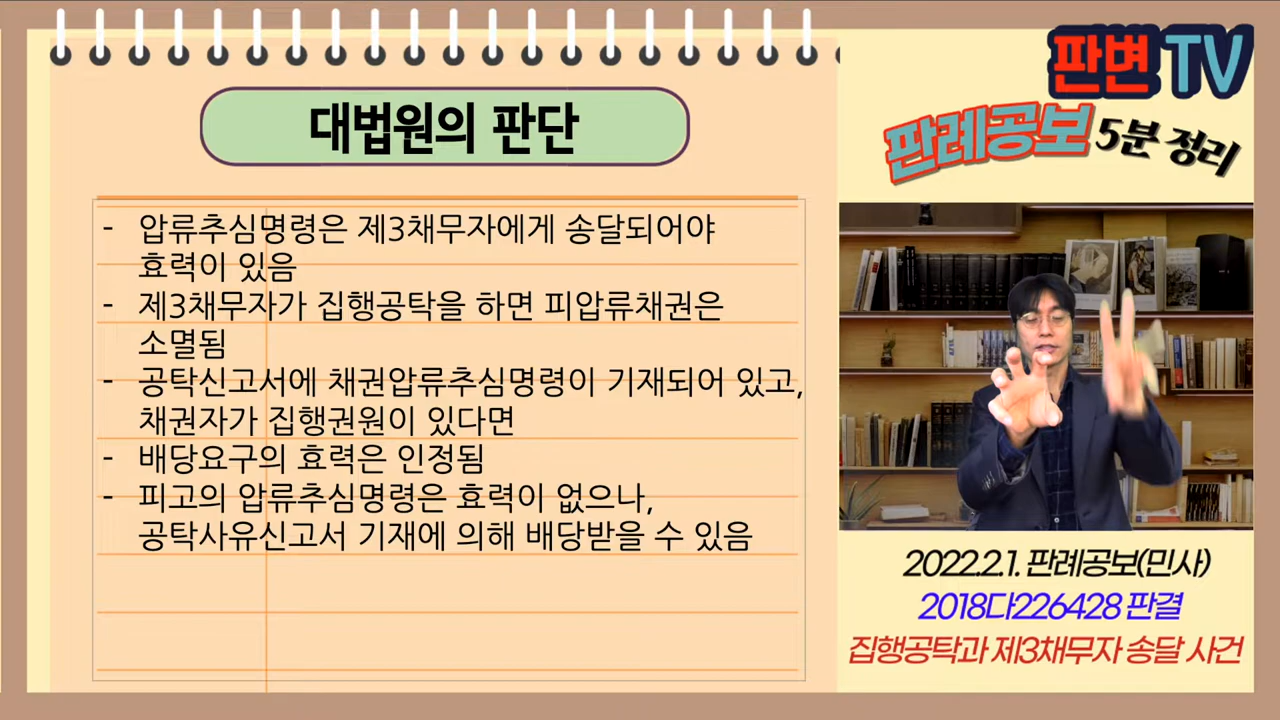 대법원의 판단
- 압류추심명령은 제3채무자에게 송달되어야
효력이 있음
- 제3채무자가 집행공탁을 하면 피압류채권은
소멸됨
- 공탁신고서에 채권압류추심명령이 기재되어 있고,
채권자가 집행권원이 있다면
- 배당요구의 효력은 인정됨
- 피고의 압류추심명령은 효력이 없으나,
공탁사유신고서 기재에 의해 배당받을 수 있음
판변 TV
판례공보 5분 정리
2022.2.1. 판례공보(민사)
2018다226428 판결
집행공탁과 제3채무자 송달 사건